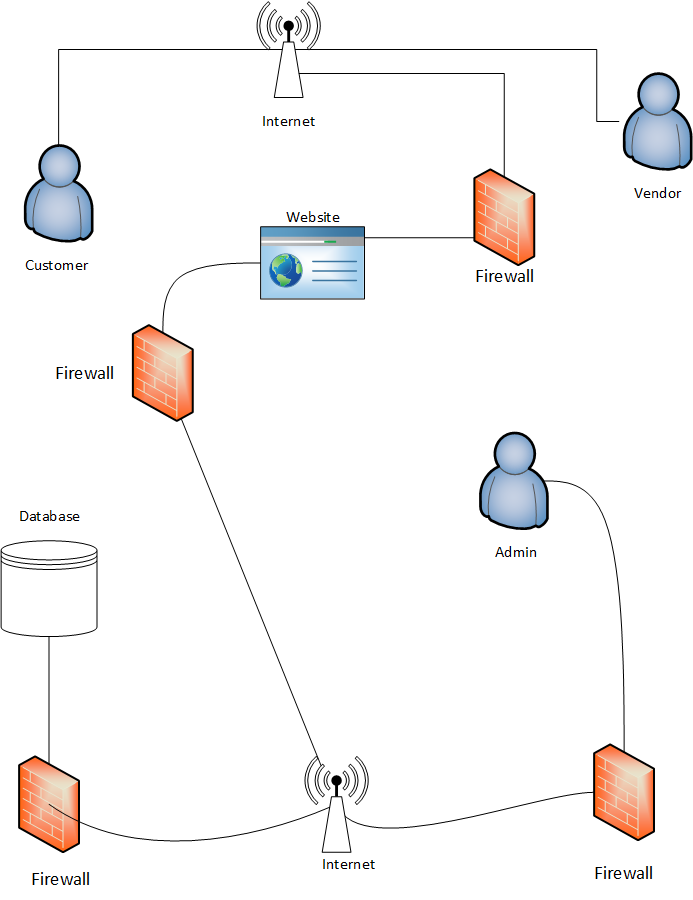 Internet
Vendor
Customer
Website
Firewall
Firewall
Database
Admin
Internet
Firewall
Firewall